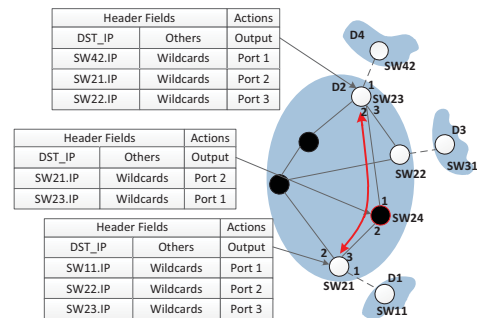 Header Fields Actions
DST_IP Others Output
SW42.IP Wildcards Port 1
SW21.IP Wildcards Port 2
SW22.IP Wildcards Port 3
Header Fields Actions
DST_IP Others Output
SW21.IP Wildcards Port 2
SW23.IP Wildcards Port 1
Header Fields Actions
DST_IP Others Output
SW11.IP Wildcards Port 1
SW22.IP Wildcards Port 2
SW23.IP Wildcards Port 3
D4
SW42
D2 1
SW23
2 3
D3
SW31
SW22
1
SW24
2
2 3
1
SW21
D1
SW11